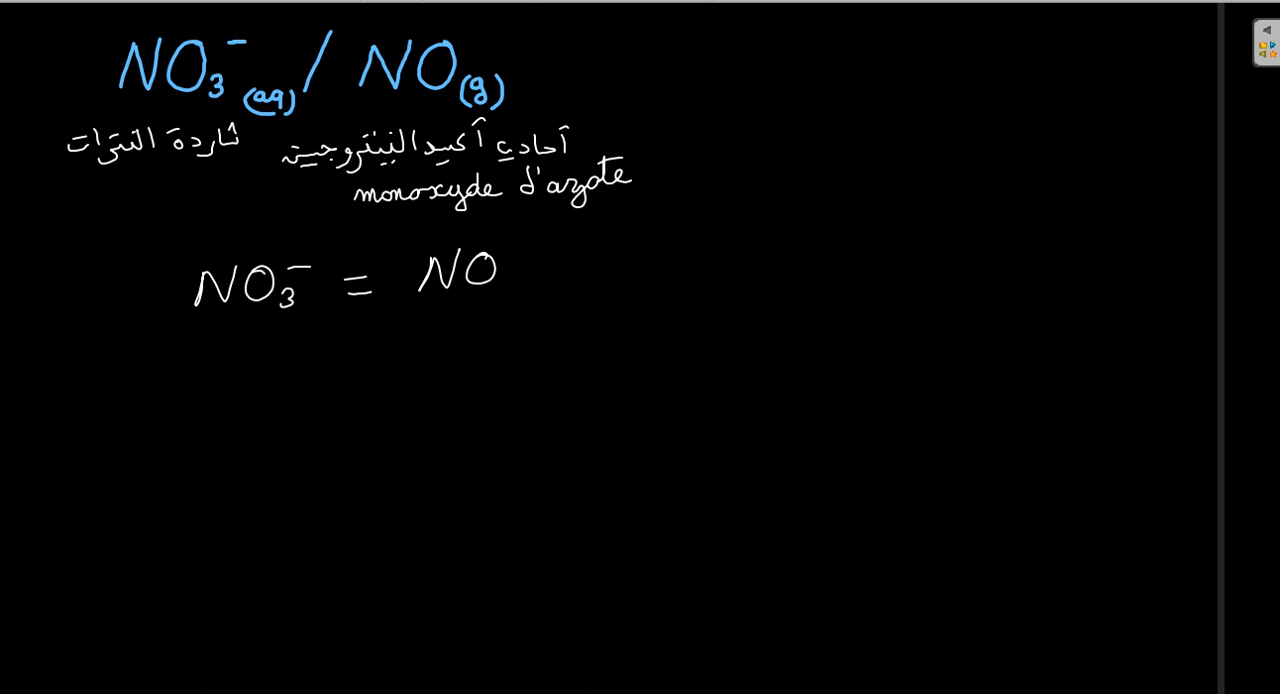 NO₃⁻(aq) / NO(g)
شاردة النترات أحادي أكسيد النيتروجين
monoxyde d'azote
NO₃⁻ = NO